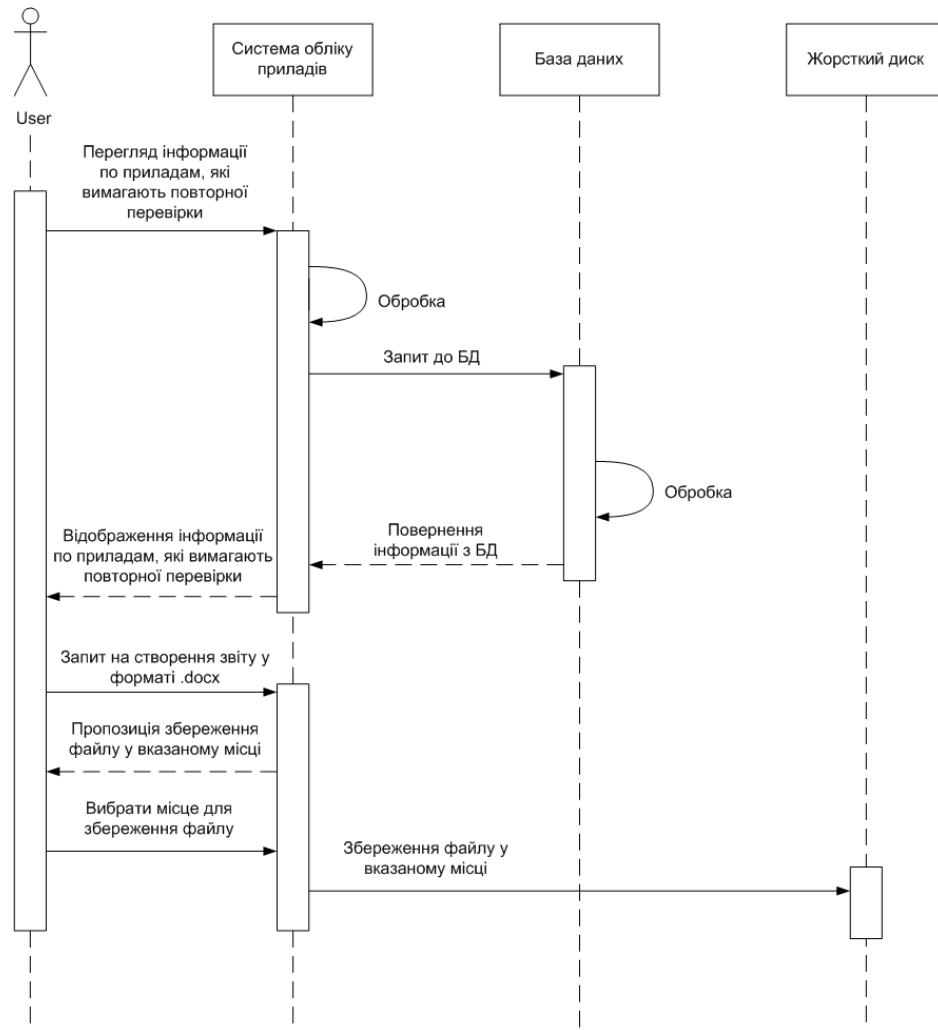 User
Система обліку
приладів
База даних
Жорсткий диск
Перегляд інформації
по приладам, які
вимагають повторної
перевірки
Обробка
Запит до БД
Обробка
Повернення
інформації з БД
Відображення інформації
по приладам, які вимагають
повторної перевірки
Запит на створення звіту у
форматі .docx
Пропозиція збереження
файлу у вказаному місці
Вибрати місце для
збереження файлу
Збереження файлу у
вказаному місці